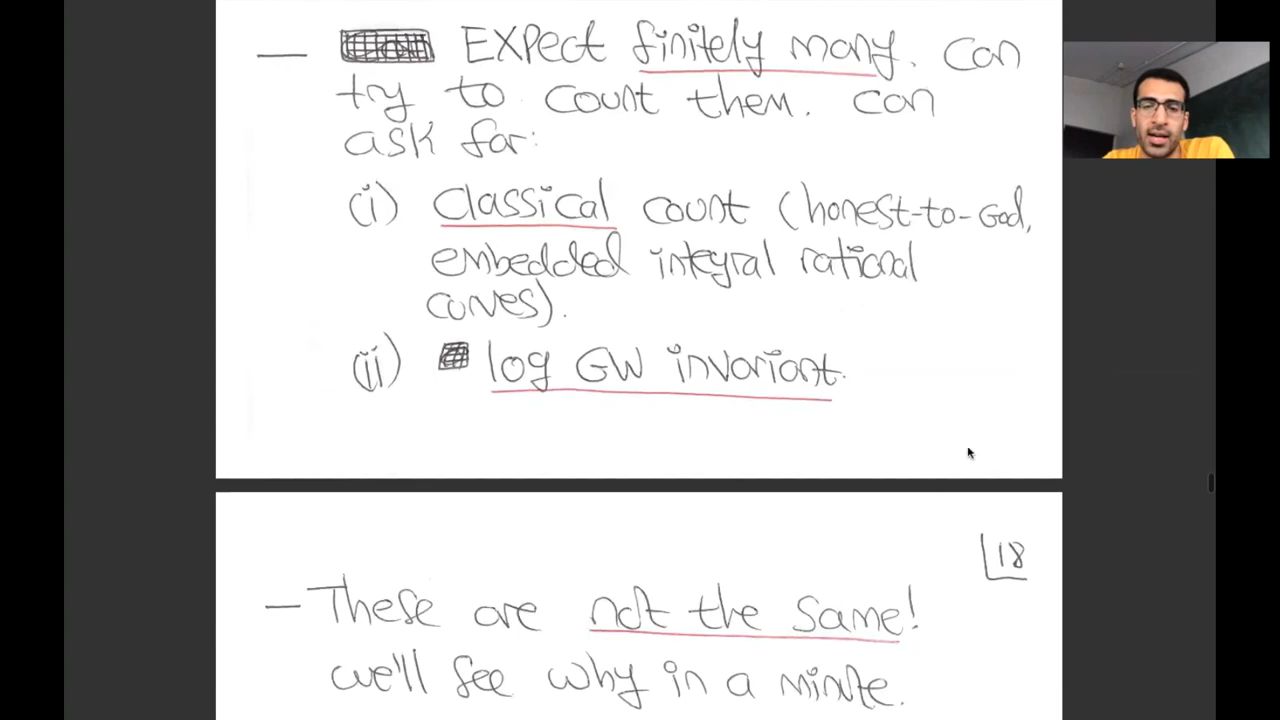 — Expect finitely many. Can
try to count them. Can
ask for:
(i) Classical count (honest-to-God,
embedded integral rational
curves).
(ii) log GW invariant.
18
— These are not the same!
We'll see why in a minute.